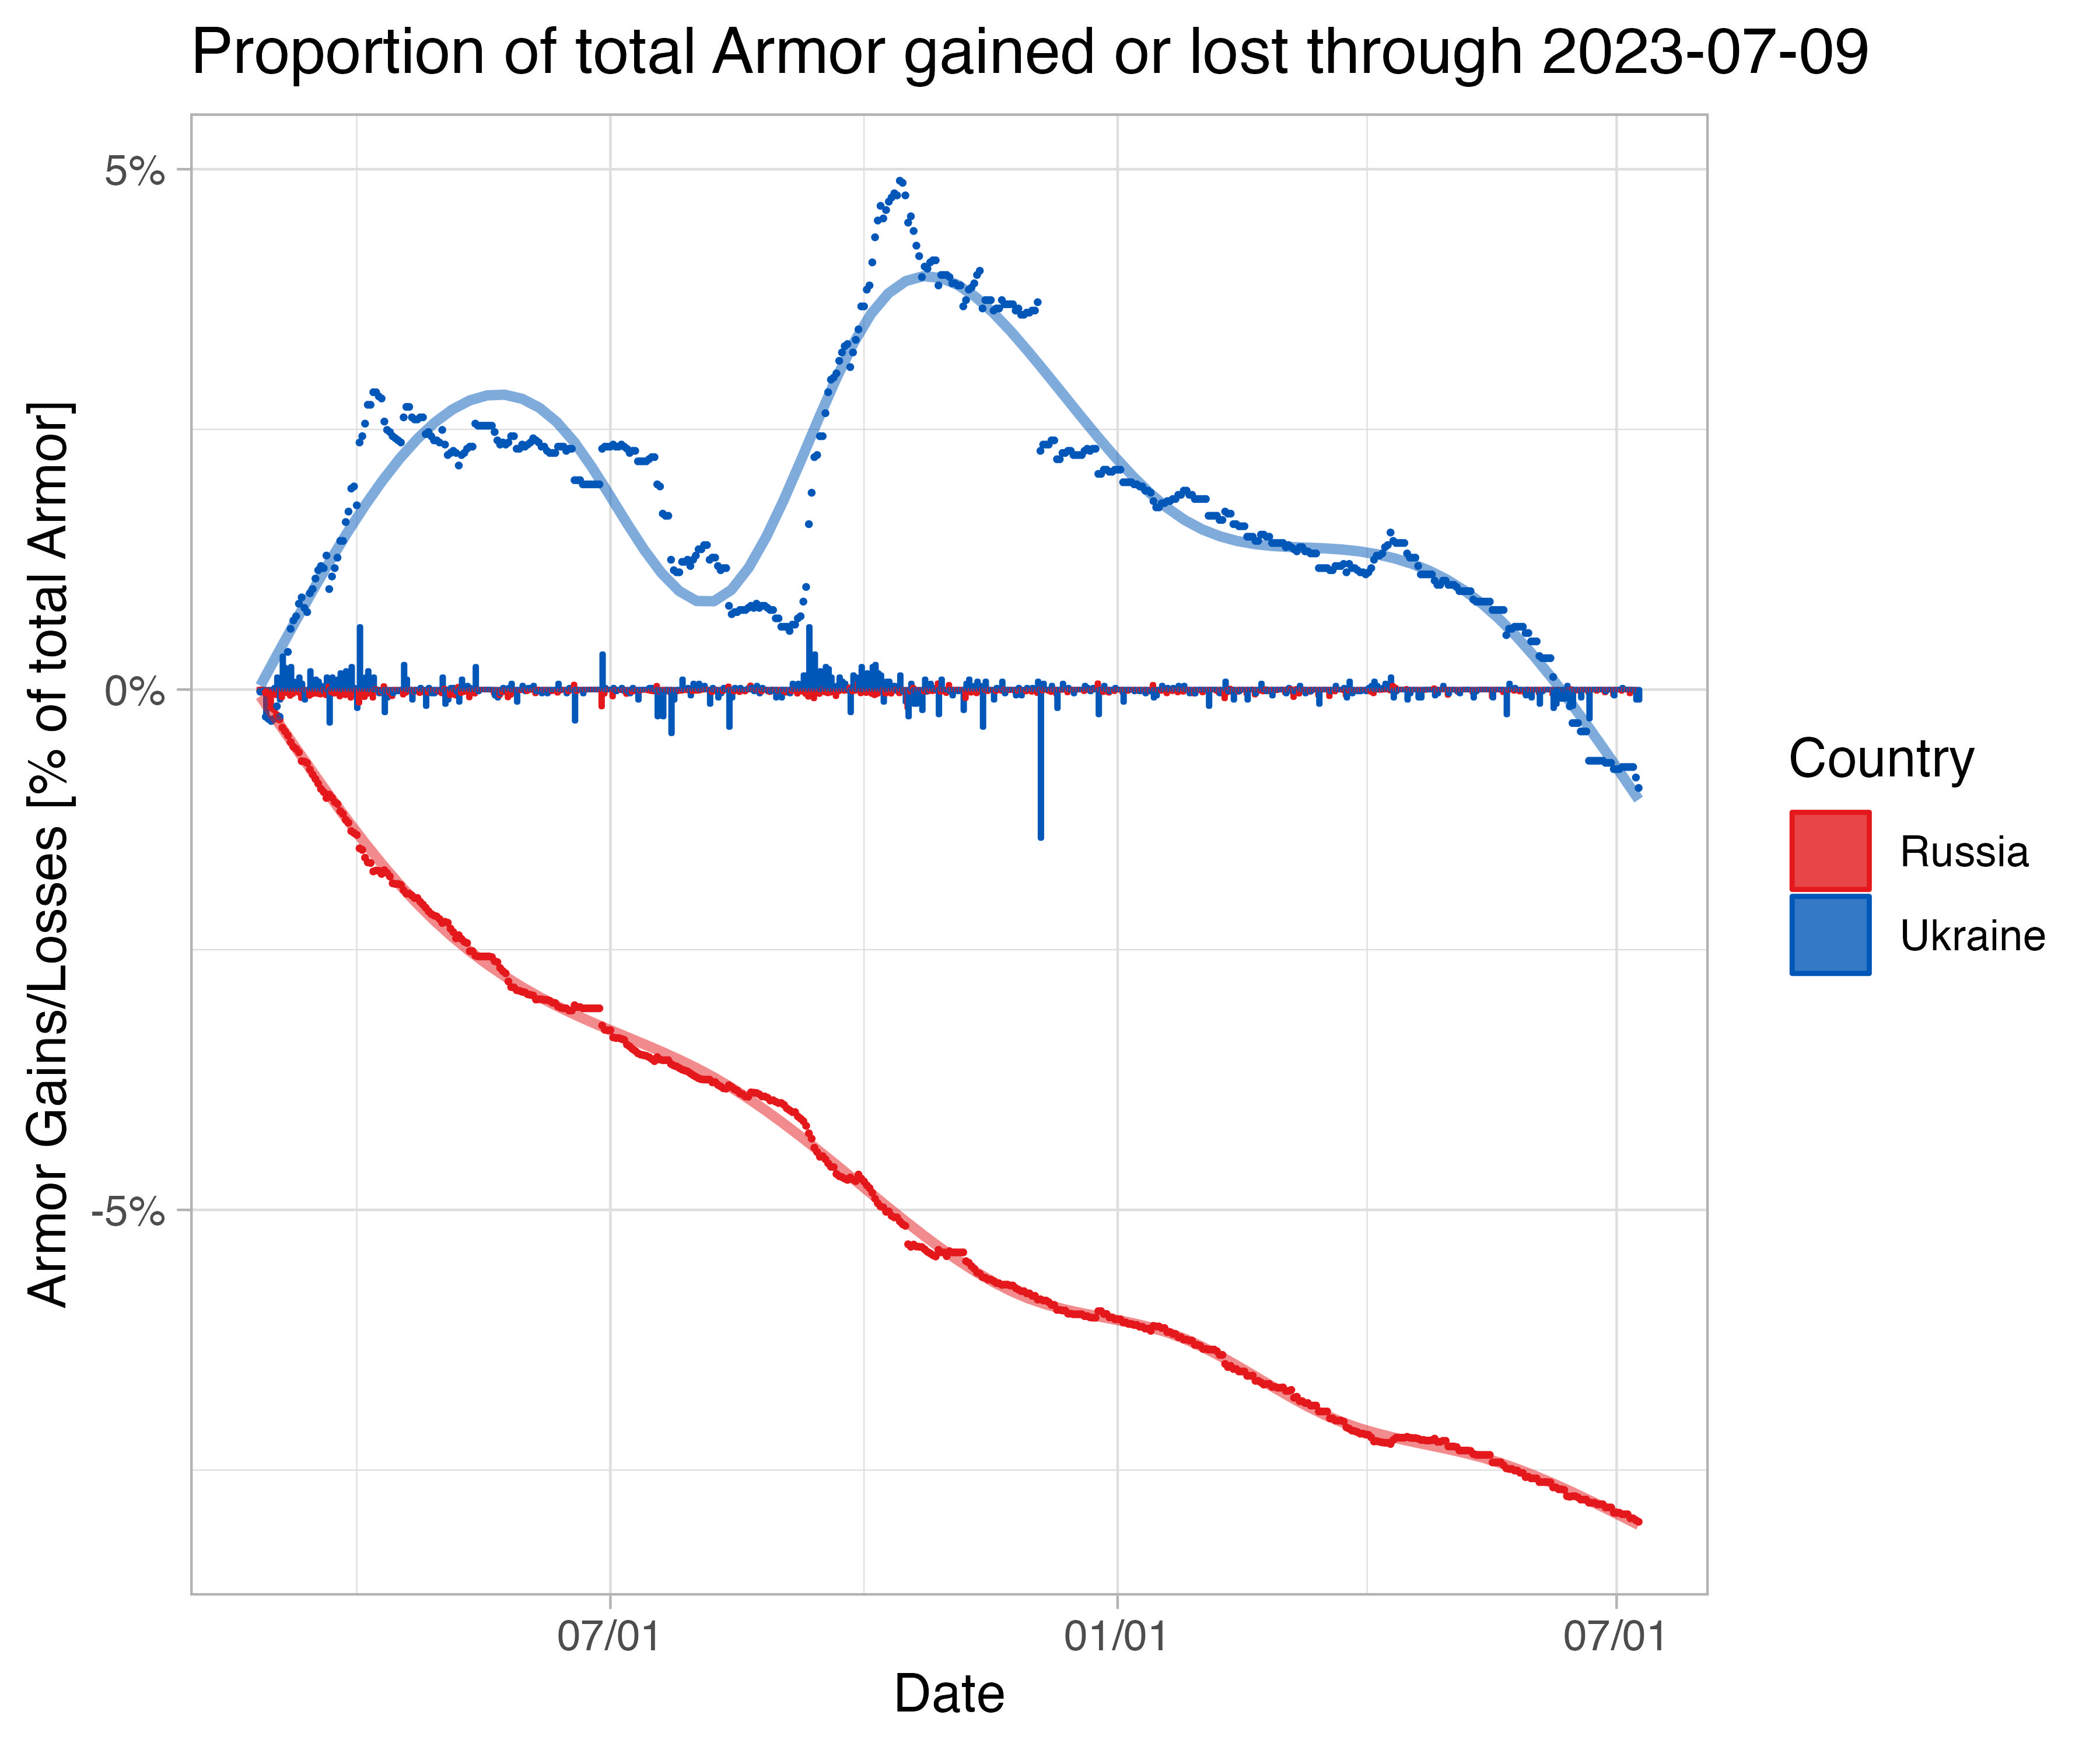 Proportion of total Armor gained or lost through 2023-07-09
Armor Gains/Losses [% of total Armor]
5%
0%
-5%
07/01
01/01
07/01
Date
Country
Russia
Ukraine